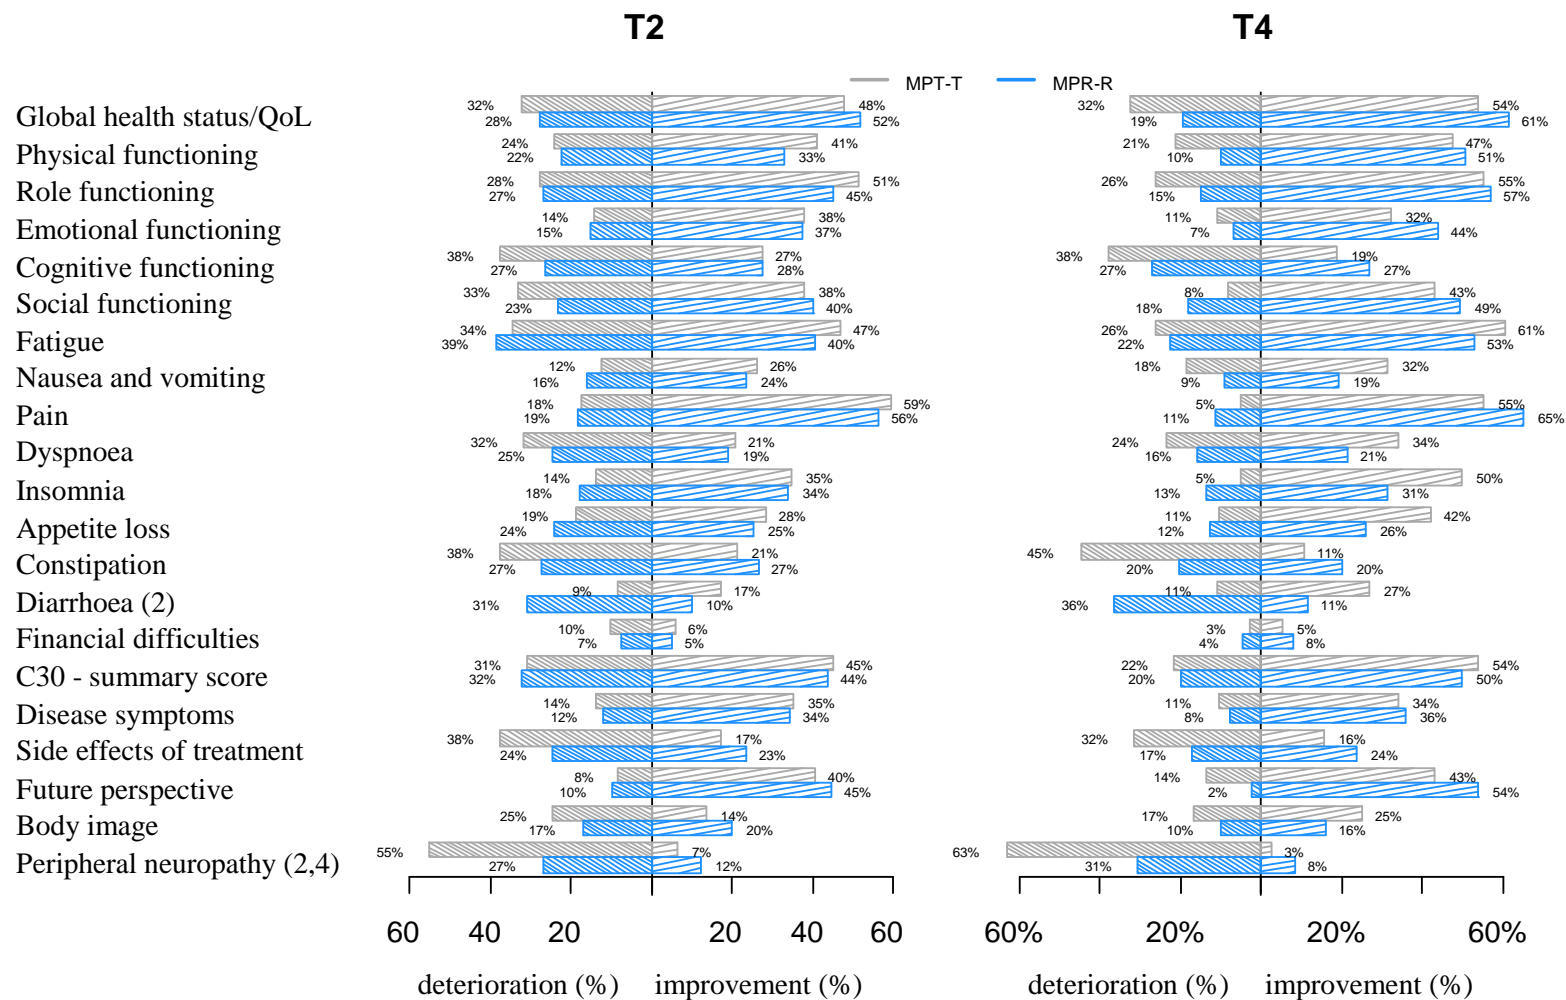 T2 T4
MPT-T MPR-R
32% 48% 32% 54%
Global health status/QoL 28% 52% 19% 61%
24% 41% 21% 47%
Physical functioning 22% 33% 10% 51%
28% 51% 26% 55%
Role functioning 27% 45% 15% 57%
14% 38% 11% 32%
Emotional functioning 15% 37% 7% 44%
38% 27% 38% 19%
Cognitive functioning 27% 28% 27% 27%
33% 38% 8% 43%
Social functioning 23% 40% 18% 49%
34% 47% 26% 61%
Fatigue 39% 40% 22% 53%
12% 26% 18% 32%
Nausea and vomiting 16% 24% 9% 19%
18% 59% 5% 55%
Pain 19% 56% 11% 65%
32% 21% 24% 34%
Dyspnoea 25% 19% 16% 21%
14% 35% 5% 50%
Insomnia 18% 34% 13% 31%
19% 28% 11% 42%
Appetite loss 24% 25% 12% 26%
38% 21% 45% 11%
Constipation 27% 27% 20% 20%
9% 17% 11% 27%
Diarrhoea (2) 31% 10% 36% 11%
10% 6% 3% 5%
Financial difficulties 7% 5% 4% 8%
31% 45% 22% 54%
C30 - summary score 32% 44% 20% 50%
14% 35% 11% 34%
Disease symptoms 12% 34% 8% 36%
38% 17% 32% 16%
Side effects of treatment 24% 23% 17% 24%
8% 40% 14% 43%
Future perspective 10% 45% 2% 54%
25% 14% 17% 25%
Body image 17% 20% 10% 16%
55% 7% 63% 3%
Peripheral neuropathy (2,4) 27% 12% 31% 8%
60 40 20 20 40 60 60% 20% 20% 60%
deterioration (%) improvement (%) deterioration (%) improvement (%)